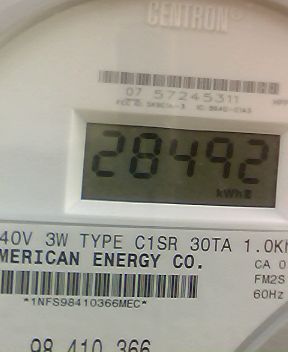 CENTRON®
07 57245311
28492
kWh
40V 3W TYPE C1SR 30TA 1.0K
MERICAN ENERGY CO.
CA 0
FM2S
60Hz
*1NFS98410366MEC*
98 410 366